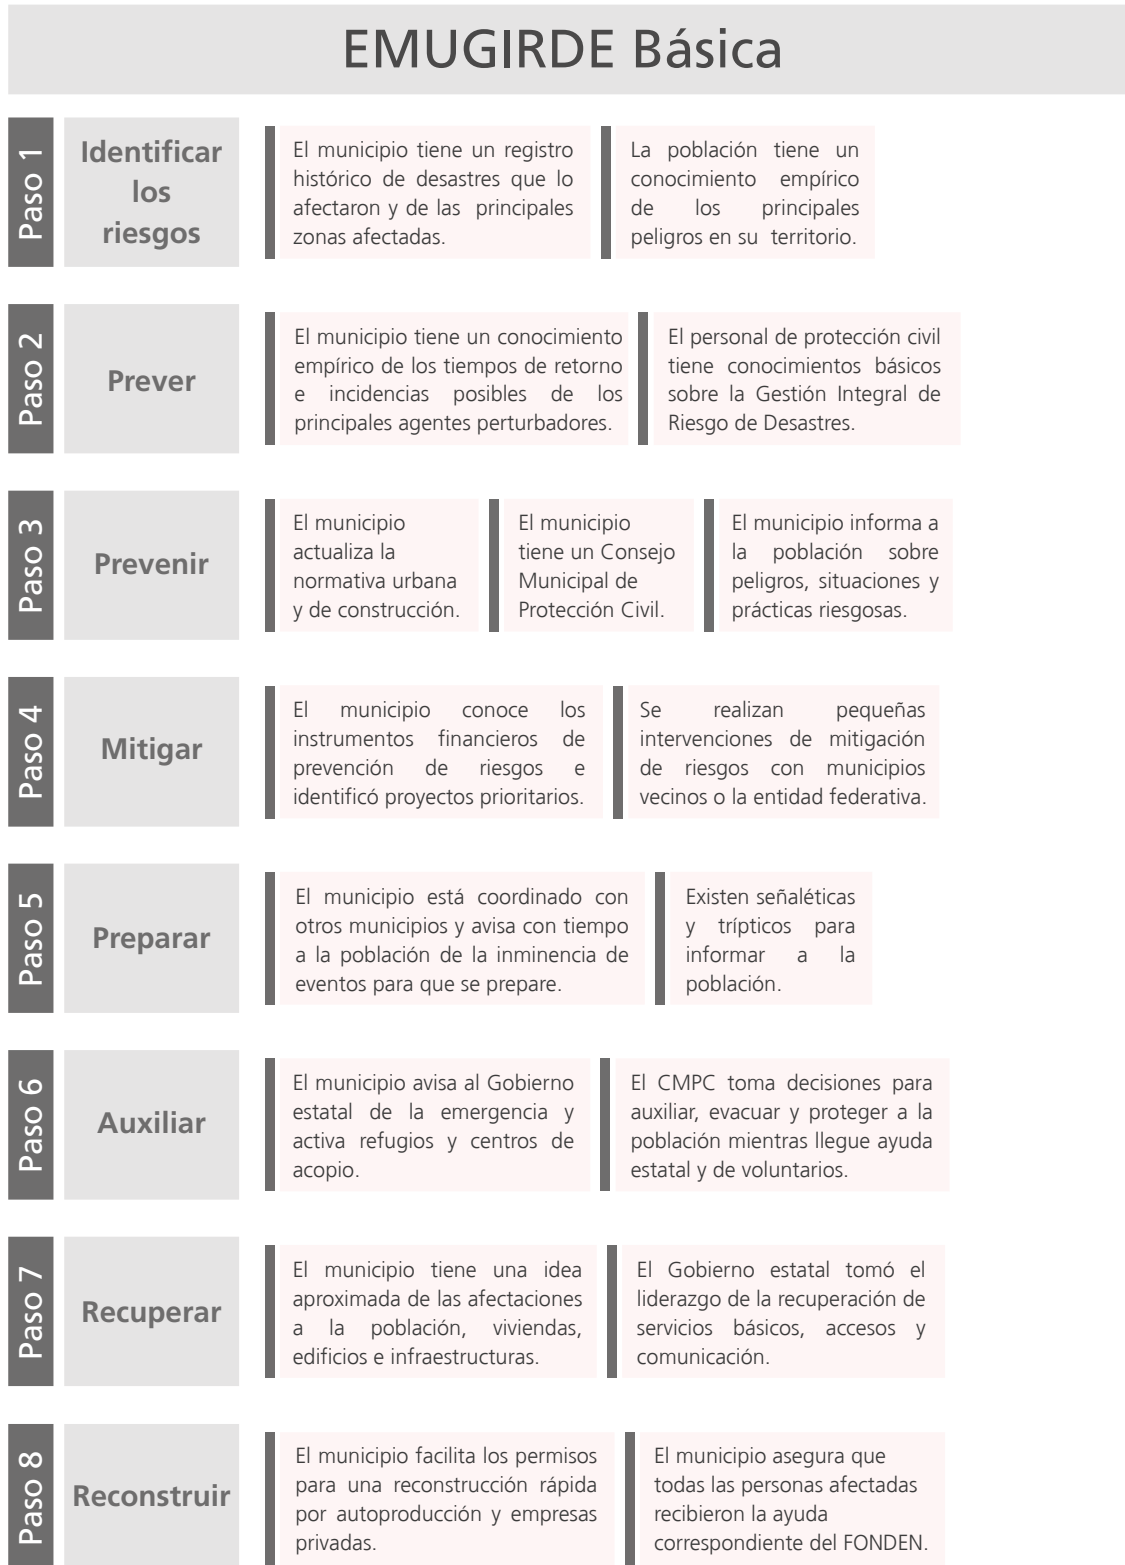 EMUGIRDE Básica
Paso 1
Identificar
los
riesgos
El municipio tiene un registro
histórico de desastres que lo
afectaron y de las principales
zonas afectadas.
La población tiene un
conocimiento empírico
de los principales
peligros en su territorio.
Paso 2
Prever
El municipio tiene un conocimiento
empírico de los tiempos de retorno
e incidencias posibles de los
principales agentes perturbadores.
El personal de protección civil
tiene conocimientos básicos
sobre la Gestión Integral de
Riesgo de Desastres.
Paso 3
Prevenir
El municipio
actualiza la
normativa urbana
y de construcción.
El municipio
tiene un Consejo
Municipal de
Protección Civil.
El municipio informa a
la población sobre
peligros, situaciones y
prácticas riesgosas.
Paso 4
Mitigar
El municipio conoce los
instrumentos financieros de
prevención de riesgos e
identificó proyectos prioritarios.
Se realizan pequeñas
intervenciones de mitigación
de riesgos con municipios
vecinos o la entidad federativa.
Paso 5
Preparar
El municipio está coordinado con
otros municipios y avisa con tiempo
a la población de la inminencia de
eventos para que se prepare.
Existen señaléticas
y trípticos para
informar a la
población.
Paso 6
Auxiliar
El municipio avisa al Gobierno
estatal de la emergencia y
activa refugios y centros de
acopio.
El CMPC toma decisiones para
auxiliar, evacuar y proteger a la
población mientras llegue ayuda
estatal y de voluntarios.
Paso 7
Recuperar
El municipio tiene una idea
aproximada de las afectaciones
a la población, viviendas,
edificios e infraestructuras.
El Gobierno estatal tomó el
liderazgo de la recuperación de
servicios básicos, accesos y
comunicación.
Paso 8
Reconstruir
El municipio facilita los permisos
para una reconstrucción rápida
por autoproducción y empresas
privadas.
El municipio asegura que
todas las personas afectadas
recibieron la ayuda
correspondiente del FONDEN.